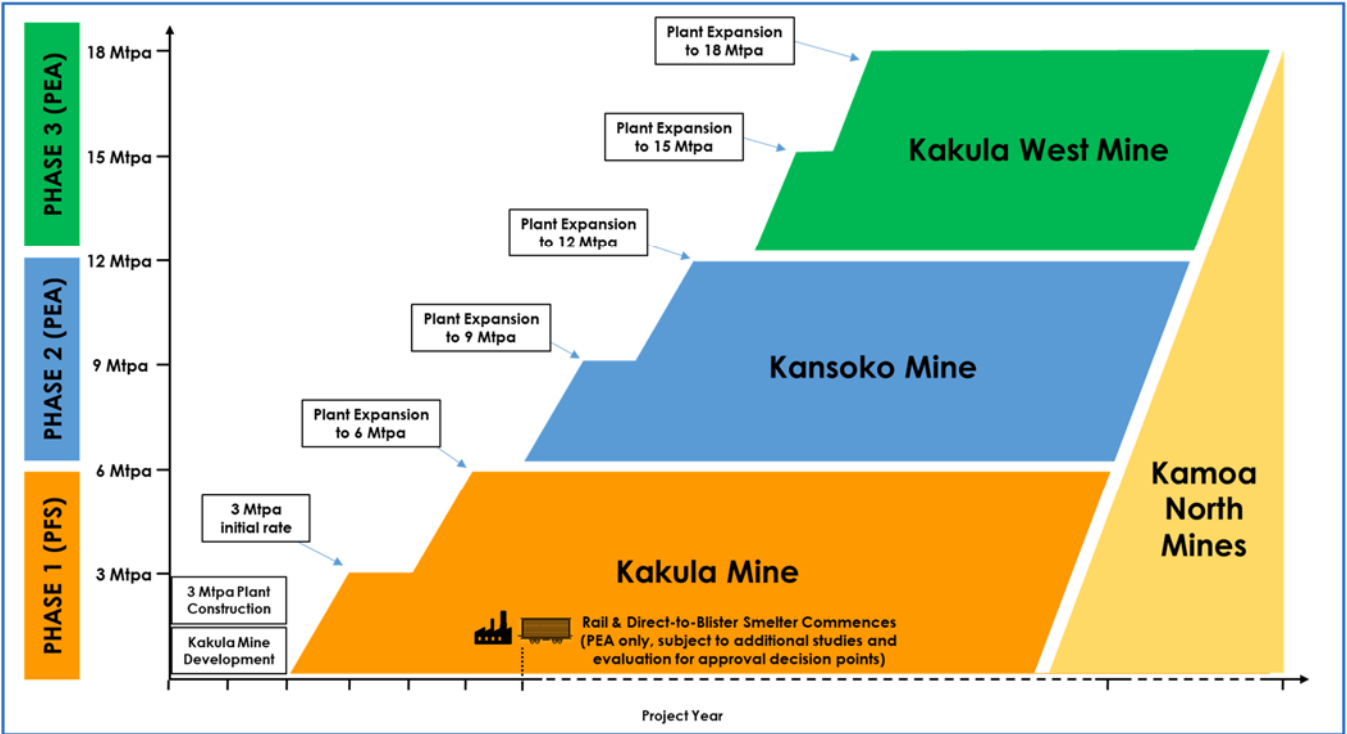 PHASE 3 (PEA)
PHASE 2 (PEA)
PHASE 1 (PFS)
18 Mtpa
15 Mtpa
12 Mtpa
9 Mtpa
6 Mtpa
3 Mtpa
Plant Expansion
to 18 Mtpa
Plant Expansion
to 15 Mtpa
Plant Expansion
to 12 Mtpa
Plant Expansion
to 9 Mtpa
Plant Expansion
to 6 Mtpa
3 Mtpa
initial rate
3 Mtpa Plant
Construction
Kakula Mine
Development
Kakula West Mine
Kansoko Mine
Kakula Mine
Kamoa
North
Mines
Rail & Direct-to-Blister Smelter Commences
(PEA only, subject to additional studies and
evaluation for approval decision points)
Project Year